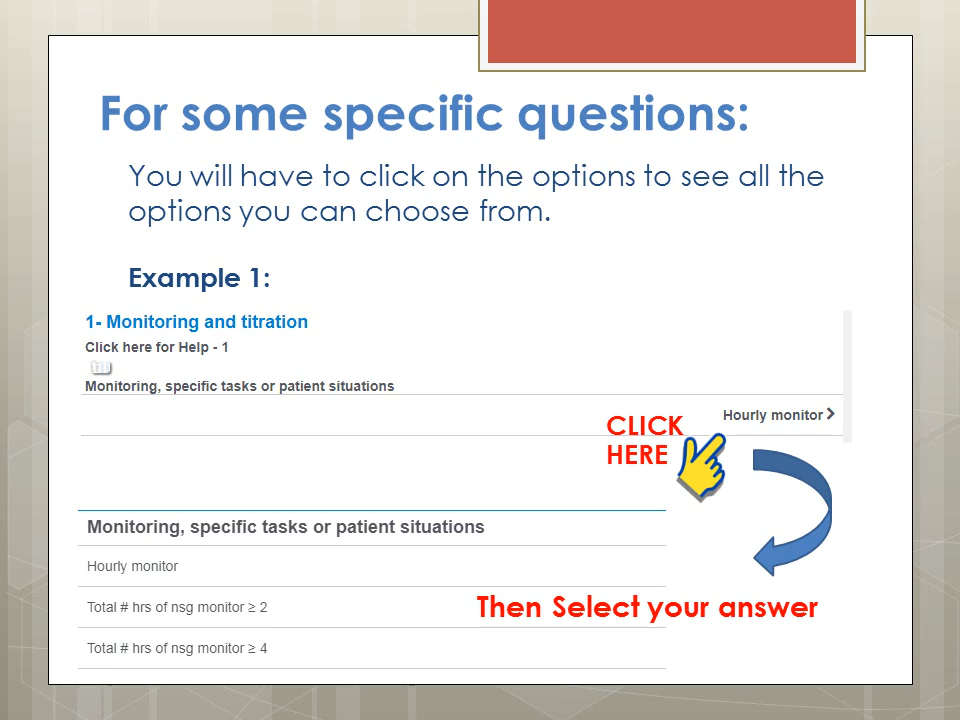 For some specific questions:
You will have to click on the options to see all the
options you can choose from.
Example 1:
1- Monitoring and titration
Click here for Help - 1
Monitoring, specific tasks or patient situations
Hourly monitor
CLICK
HERE
Monitoring, specific tasks or patient situations
Hourly monitor
Total # hrs of nsg monitor ≥ 2
Then Select your answer
Total # hrs of nsg monitor ≥ 4